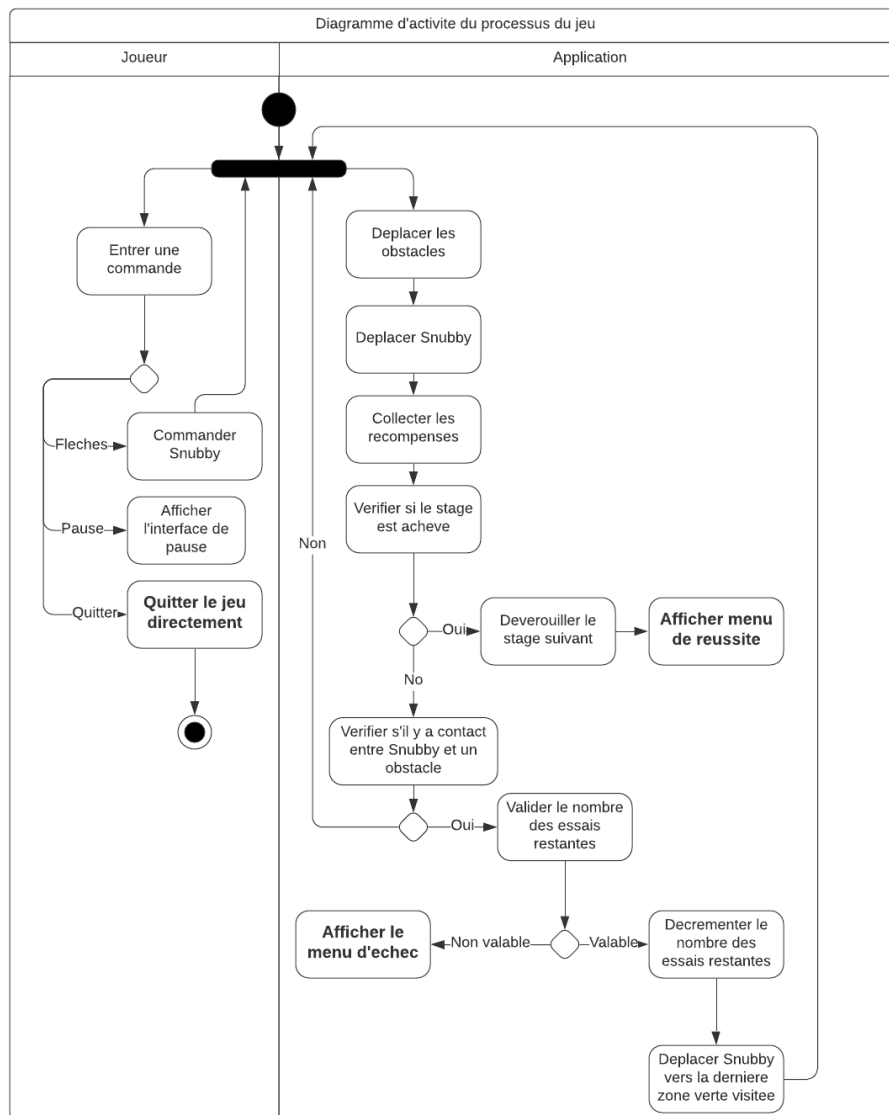 Diagramme d'activite du processus du jeu
Joueur
Application
Entrer une
commande
Fleches
Commander
Snubby
Pause
Afficher
l'interface de
pause
Quitter
Quitter le jeu
directement
Deplacer les
obstacles
Deplacer Snubby
Collecter les
recompenses
Verifier si le stage
est acheve
Non
Oui
Deverouiller le
stage suivant
Afficher menu
de reussite
No
Verifier s'il y a contact
entre Snubby et un
obstacle
Oui
Valider le nombre
des essais
restantes
Afficher le
menu d'echec
Non valable
Valable
Decrementer le
nombre des
essais restantes
Deplacer Snubby
vers la derniere
zone verte visitee